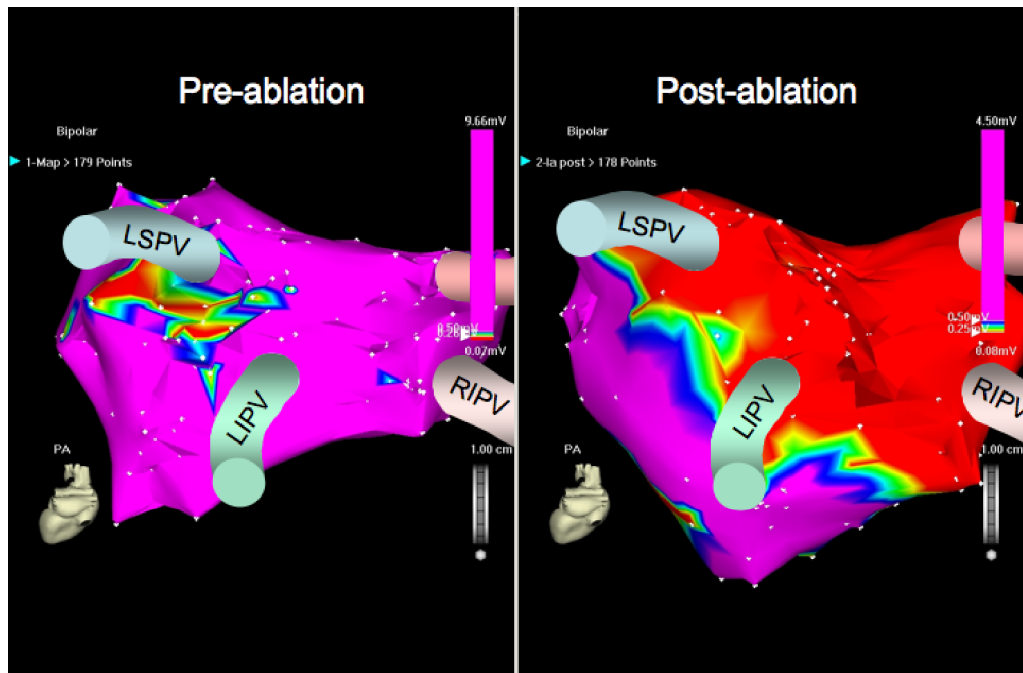 Pre-ablation
9.66mV
Bipolar
1-Map > 179 Points
LSPV
0.07mV
RIPV
LIPV
PA
1.00 cm
Post-ablation
4.50mV
Bipolar
2-la post > 178 Points
LSPV
0.50mV
0.25mV
0.08mV
RIPV
LIPV
PA
1.00 cm